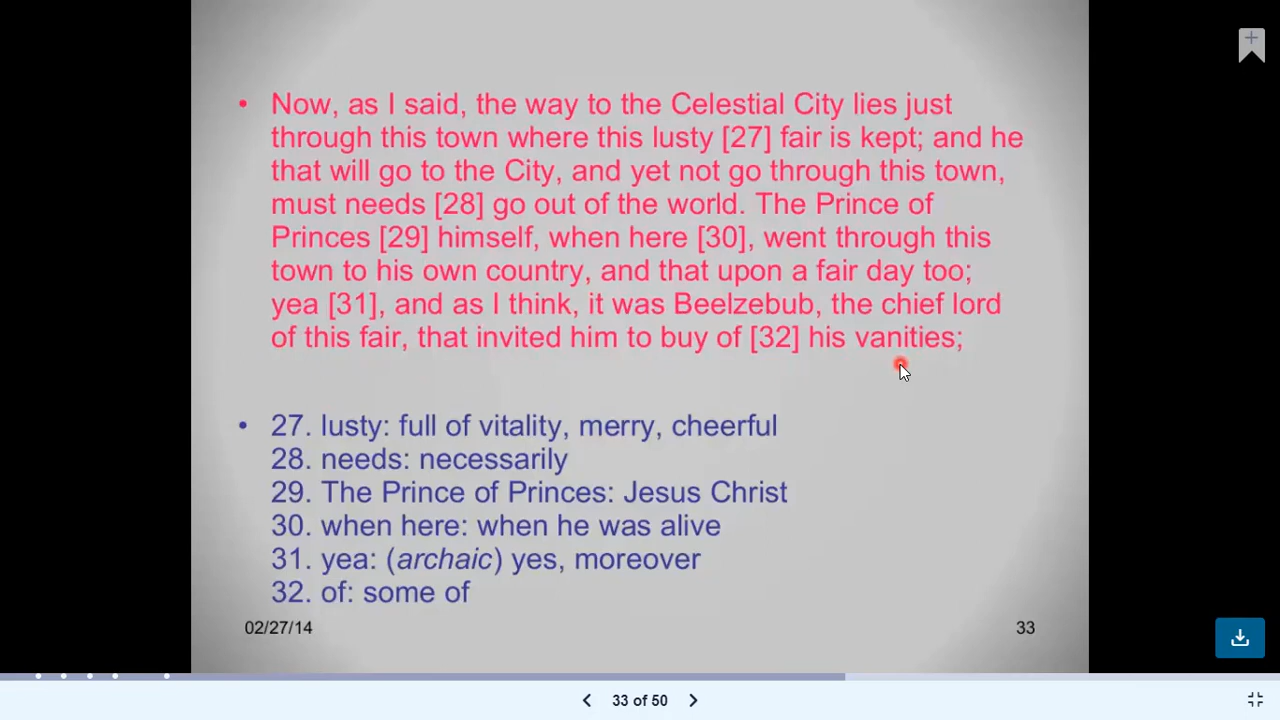 • Now, as I said, the way to the Celestial City lies just
through this town where this lusty [27] fair is kept; and he
that will go to the City, and yet not go through this town,
must needs [28] go out of the world. The Prince of
Princes [29] himself, when here [30], went through this
town to his own country, and that upon a fair day too;
yea [31], and as I think, it was Beelzebub, the chief lord
of this fair, that invited him to buy of [32] his vanities;
• 27. lusty: full of vitality, merry, cheerful
28. needs: necessarily
29. The Prince of Princes: Jesus Christ
30. when here: when he was alive
31. yea: (archaic) yes, moreover
32. of: some of
02/27/14
33
33 of 50